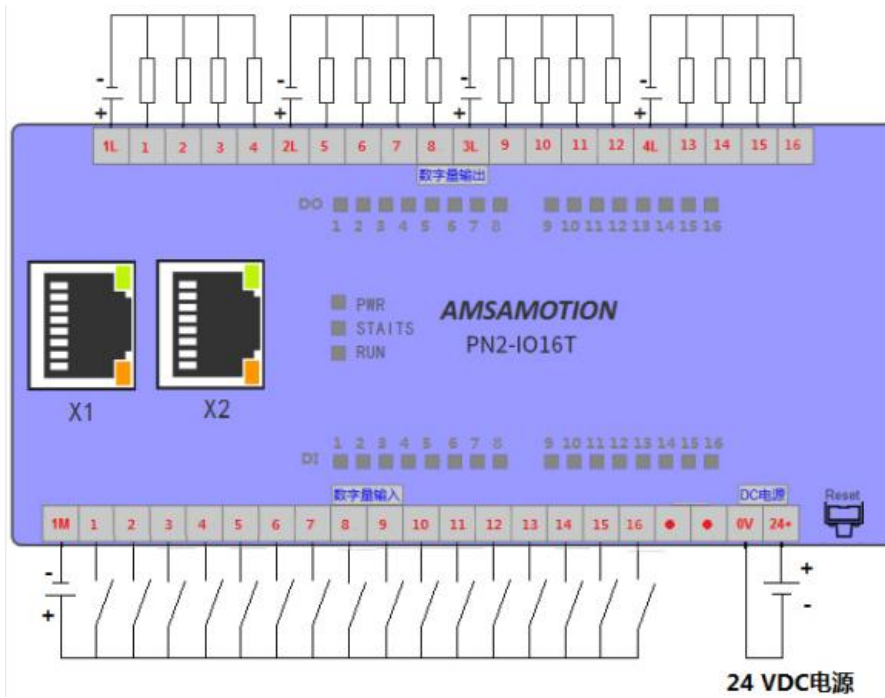 - - - -
+ + + +
1L 1 2 3 4 2L 5 6 7 8 3L 9 10 11 12 4L 13 14 15 16
数字量输出
DO
1 2 3 4 5 6 7 8 9 10 11 12 13 14 15 16
PWR
STAITS
RUN
AMSAMOTION
PN2-IO16T
X1 X2
1 2 3 4 5 6 7 8 9 10 11 12 13 14 15 16
DI
数字量输入 DC电源 Reset
1M 1 2 3 4 5 6 7 8 9 10 11 12 13 14 15 16 0V 24+
- +
+ -
24 VDC电源